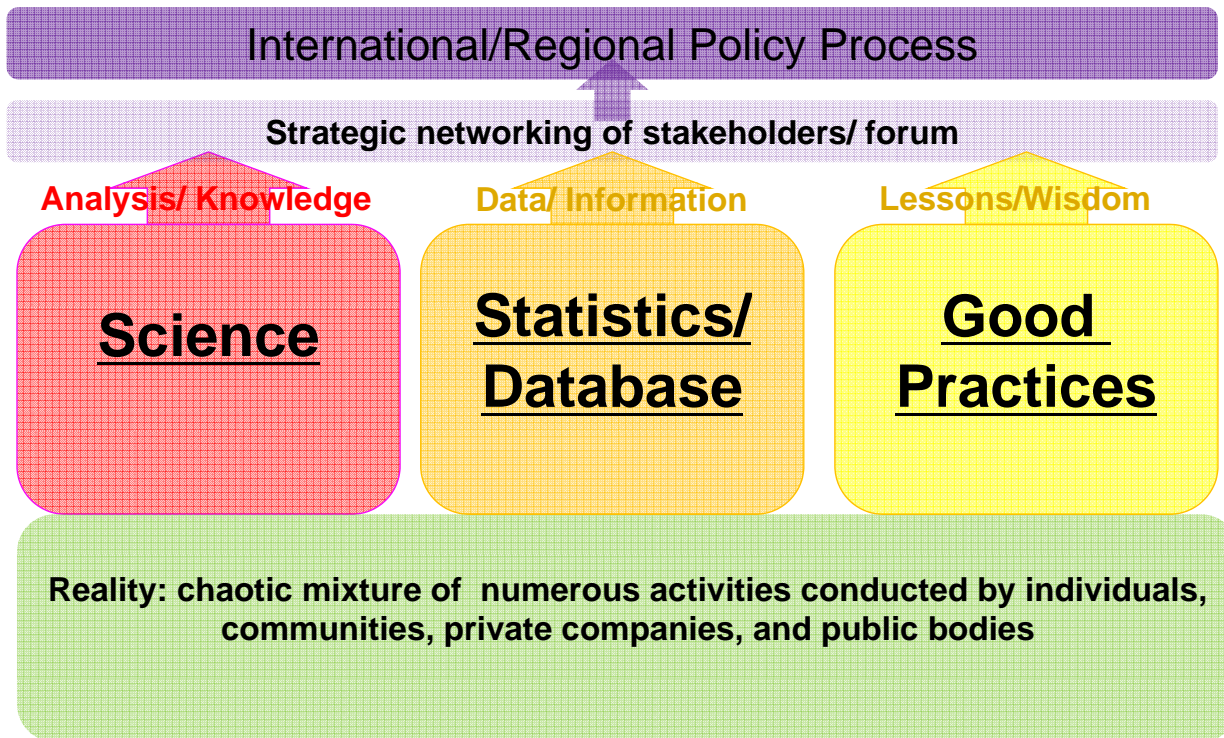 International/Regional Policy Process
Strategic networking of stakeholders/ forum
Analysis/ Knowledge
Data/ Information
Lessons/Wisdom
Science
Statistics/
Database
Good
Practices
Reality: chaotic mixture of numerous activities conducted by individuals,
communities, private companies, and public bodies